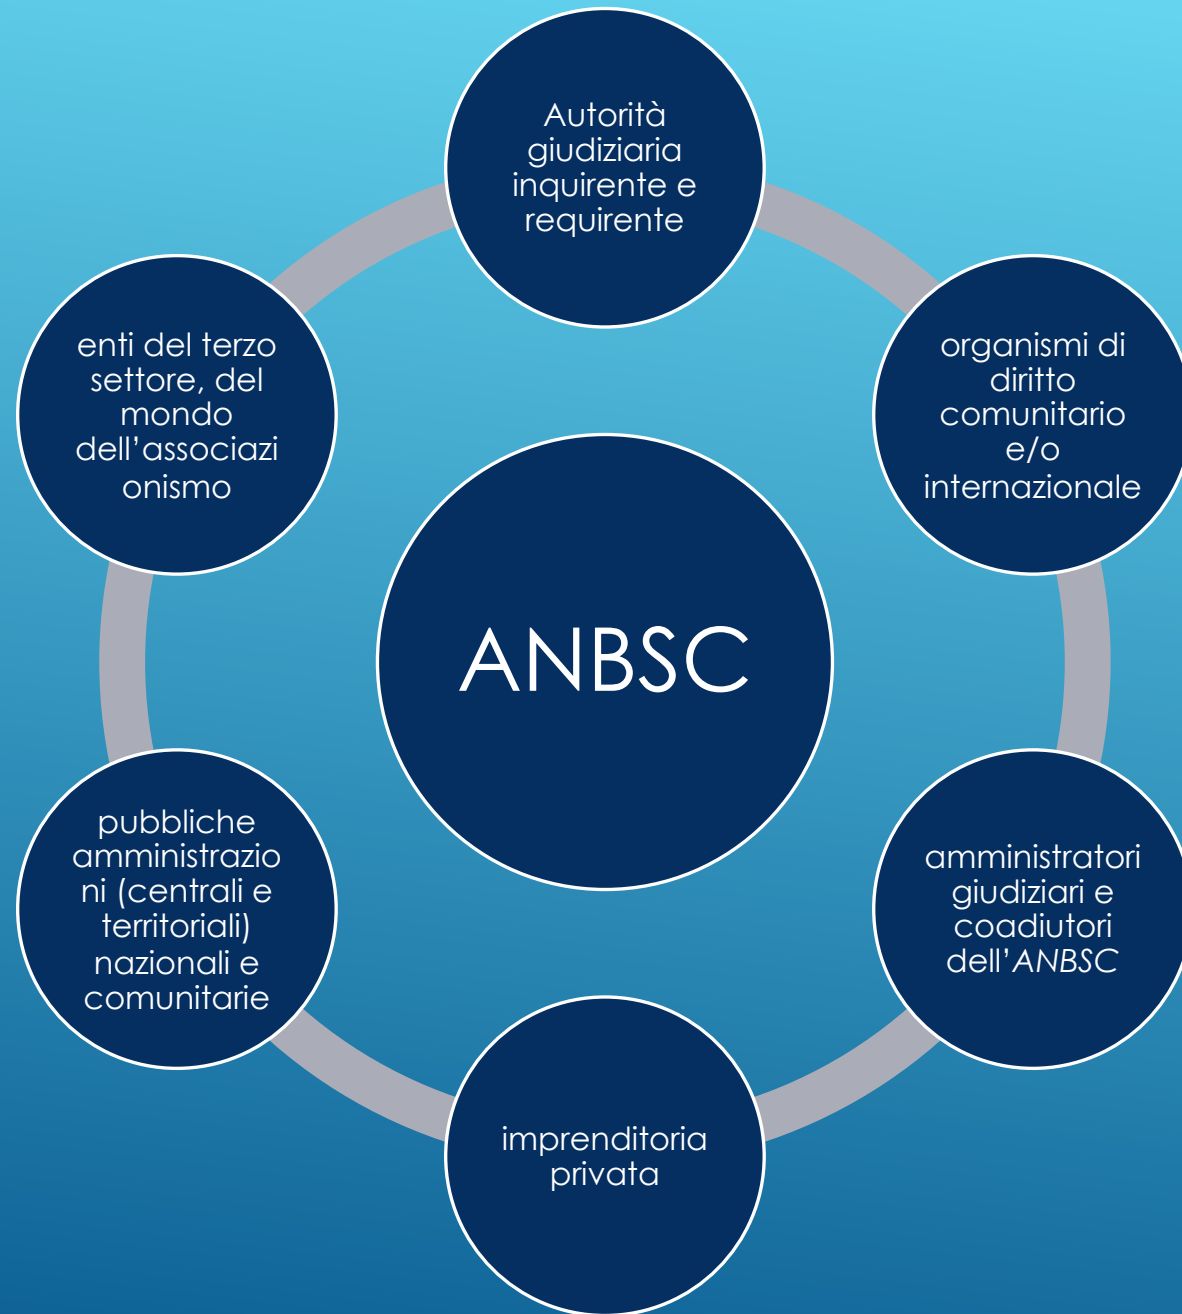 Autorità
giudiziaria
inquirente e
requirente
organismi di
diritto
comunitario
e/o
internazionale
amministratori
giudiziari e
coadiutori
dell’ANBSC
imprenditoria
privata
pubbliche
amministrazio
ni (centrali e
territoriali)
nazionali e
comunitarie
enti del terzo
settore, del
mondo
dell’associazi
onismo
ANBSC